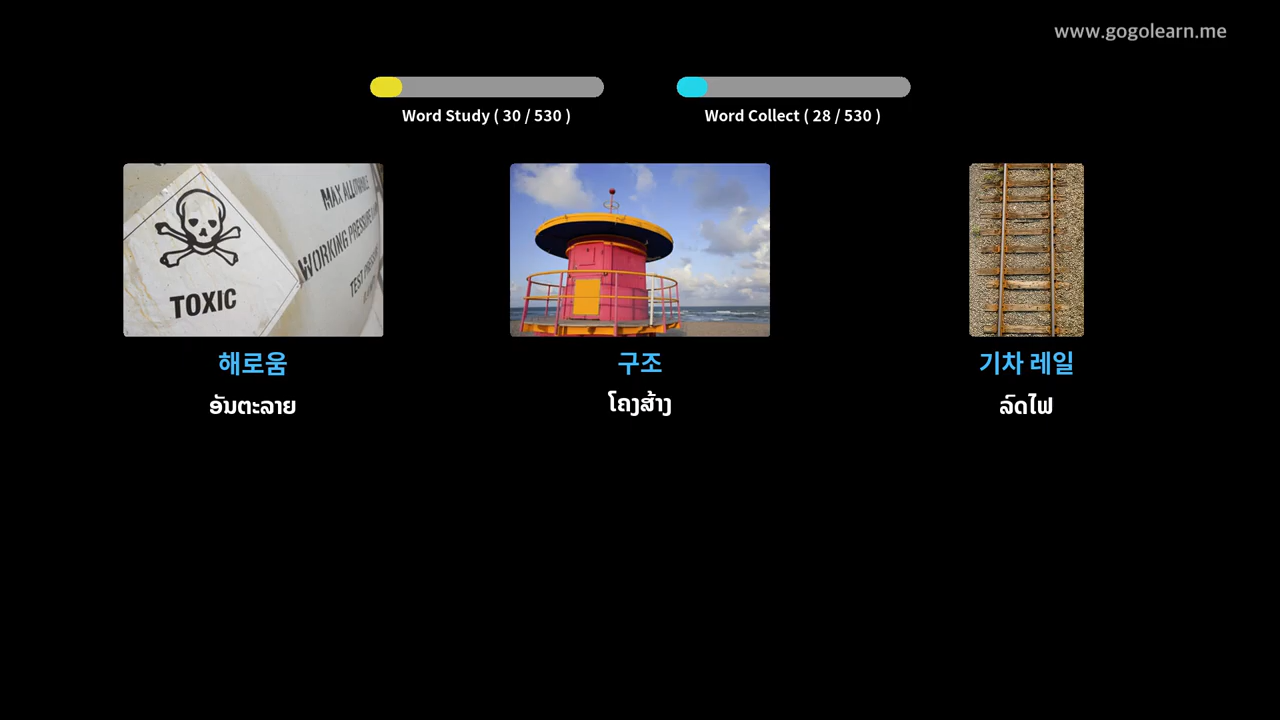 www.gogolearn.me
Word Study ( 30 / 530 )
Word Collect ( 28 / 530 )
TOXIC
MAX ALLOWABLE
WORKING PRESSURE
TEST
해로움
구조
기차 레일
ອັນຕະລາຍ
ໂຄງສ້າງ
ລົດໄຟ